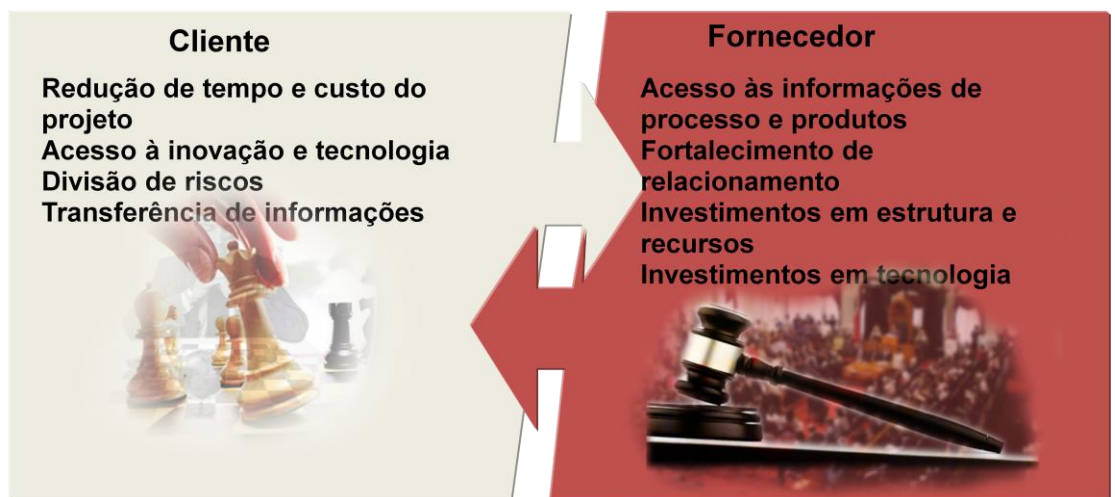 Cliente
Redução de tempo e custo do
projeto
Acesso à inovação e tecnologia
Divisão de riscos
Transferência de informações
Fornecedor
Acesso às informações de
processo e produtos
Fortalecimento de
relacionamento
Investimentos em estrutura e
recursos
Investimentos em tecnologia